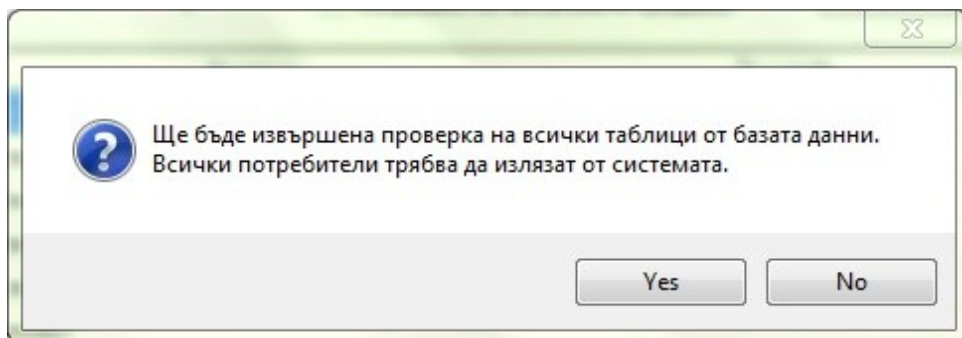 Ще бъде извършена проверка на всички таблици от базата данни.
Всички потребители трябва да излязат от системата.
Yes No